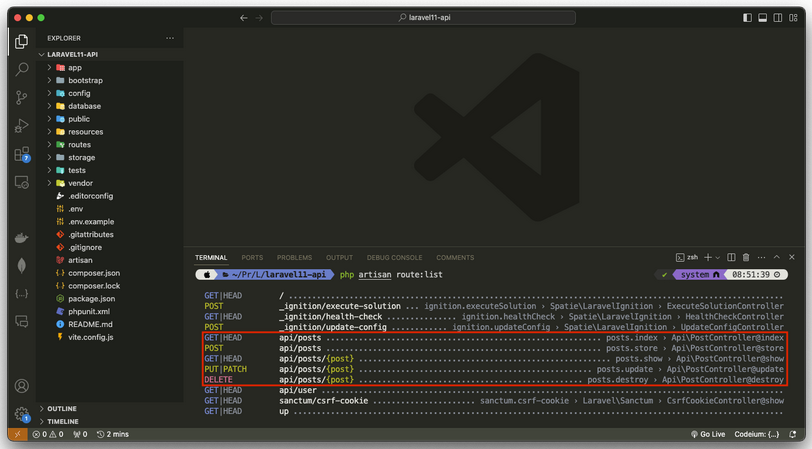 laravel11-api
EXPLORER ...
LARAVEL11-API
app
bootstrap
config
database
public
resources
routes
storage
tests
vendor
.editorconfig
.env
.env.example
.gitattributes
.gitignore
artisan
composer.json
composer.lock
package.json
phpunit.xml
README.md
vite.config.js
OUTLINE
TIMELINE
TERMINAL PORTS PROBLEMS OUTPUT DEBUG CONSOLE COMMENTS zsh
~/Pr/L/laravel11-api php artisan route:list system 08:51:39
GET|HEAD / ....................................................................................................
POST _ignition/execute-solution ... ignition.executeSolution › Spatie\LaravelIgnition › ExecuteSolutionController
GET|HEAD _ignition/health-check .............. ignition.healthCheck › Spatie\LaravelIgnition › HealthCheckController
POST _ignition/update-config ............... ignition.updateConfig › Spatie\LaravelIgnition › UpdateConfigController
GET|HEAD api/posts ........................................................ posts.index › Api\PostController@index
POST api/posts ........................................................ posts.store › Api\PostController@store
GET|HEAD api/posts/{post} ................................................... posts.show › Api\PostController@show
PUT|PATCH api/posts/{post} ............................................... posts.update › Api\PostController@update
DELETE api/posts/{post} ............................................. posts.destroy › Api\PostController@destroy
GET|HEAD api/user ..............................................................................................
GET|HEAD sanctum/csrf-cookie ....................... sanctum.csrf-cookie › Laravel\Sanctum › CsrfCookieController@show
GET|HEAD up ....................................................................................................
0 0 0 2 mins Go Live Codeium: {...}
7
1